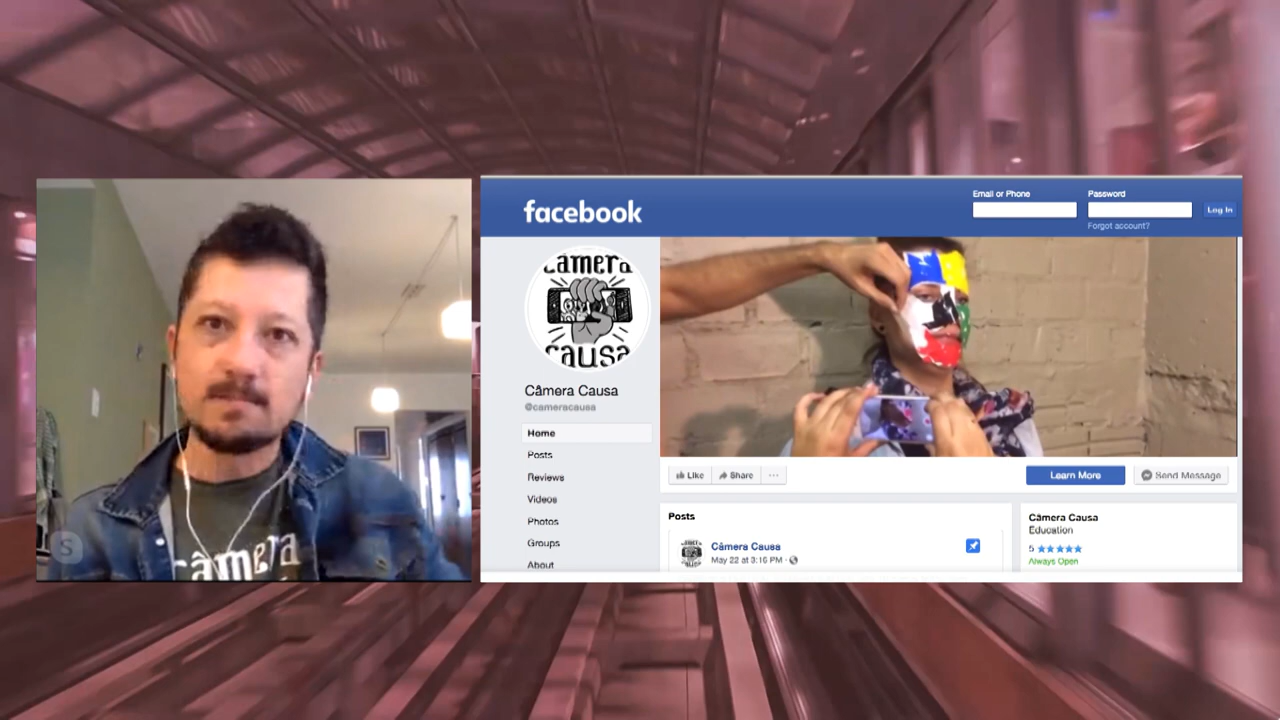 facebook
Email or Phone
Password
Log In
Forgot account?
câmera
causa
Câmera Causa
@cameracausa
Home
Posts
Reviews
Videos
Photos
Groups
About
Like
Share
Learn More
Send Message
Posts
Câmera Causa
May 22 at 3:16 PM
Câmera Causa
Education
5 ★★★★★
Always Open
câmera
S